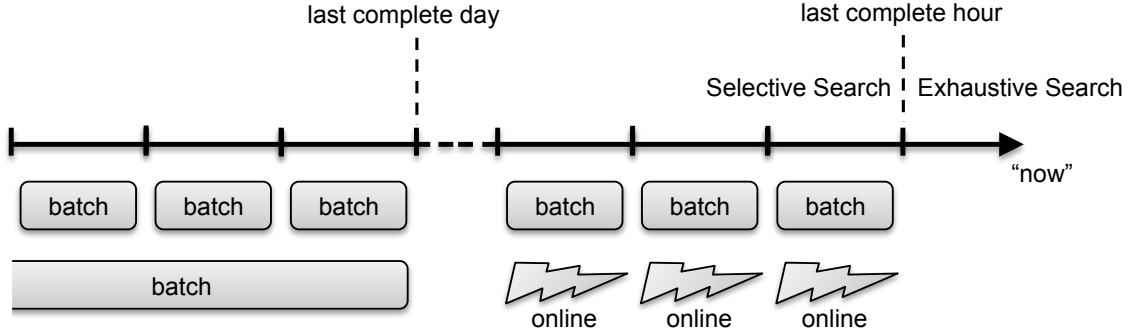 last complete day
last complete hour
Selective Search
Exhaustive Search
“now”
batch
batch
batch
batch
batch
batch
batch
online
online
online